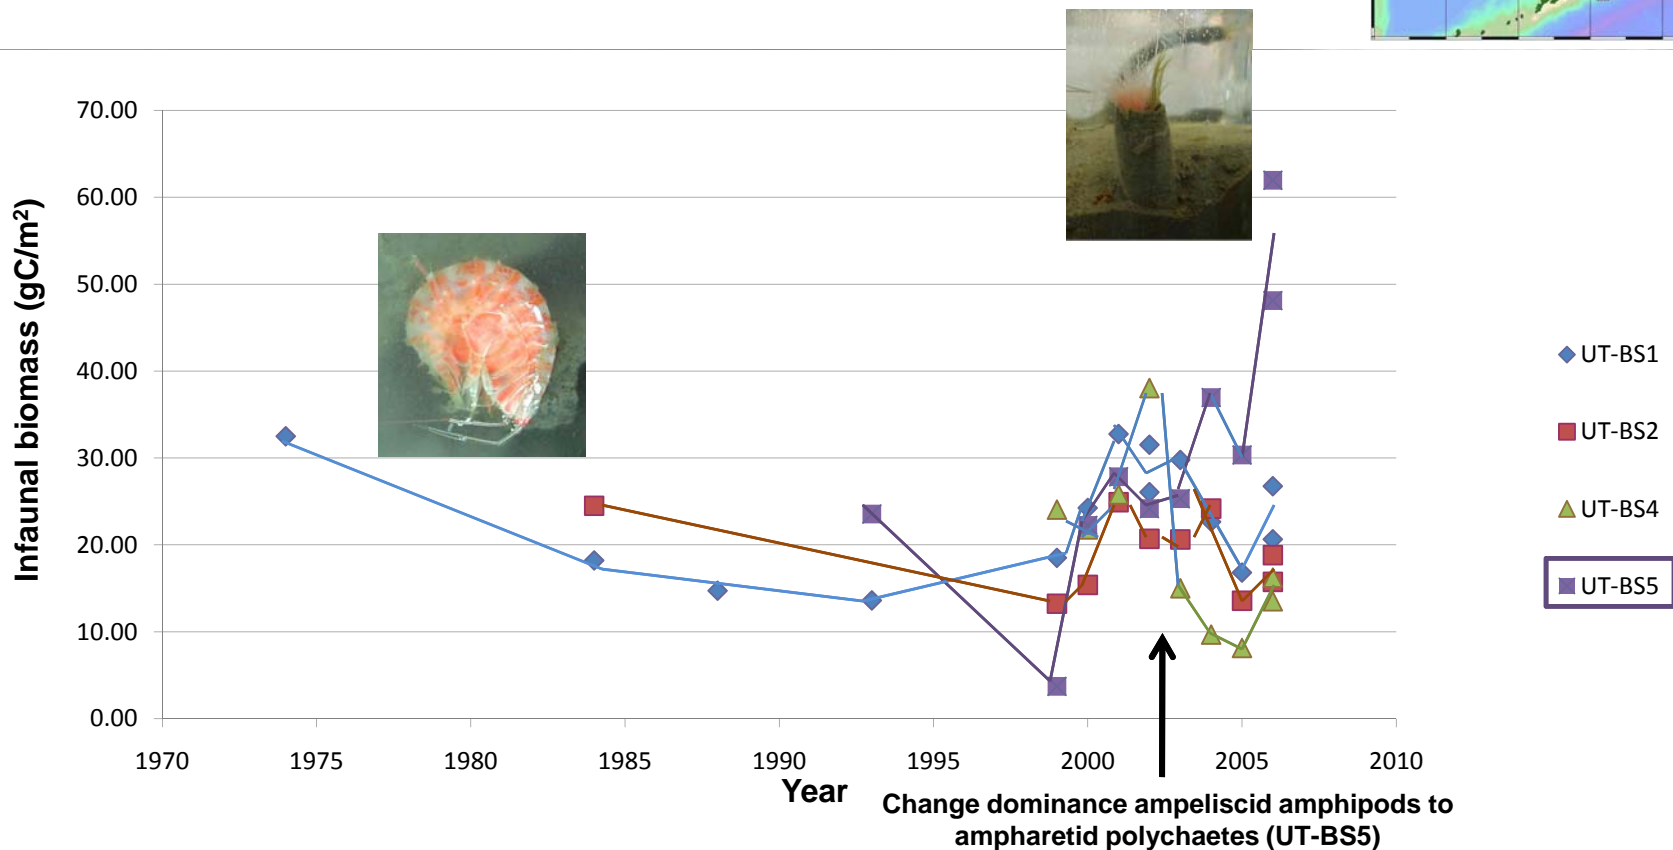 70.00
60.00
50.00
40.00
30.00
20.00
10.00
0.00
Infaunal biomass (gC/m²)
1970 1975 1980 1985 1990 1995 2000 2005 2010
Year
Change dominance ampeliscid amphipods to
ampharetid polychaetes (UT-BS5)
UT-BS1
UT-BS2
UT-BS4
UT-BS5